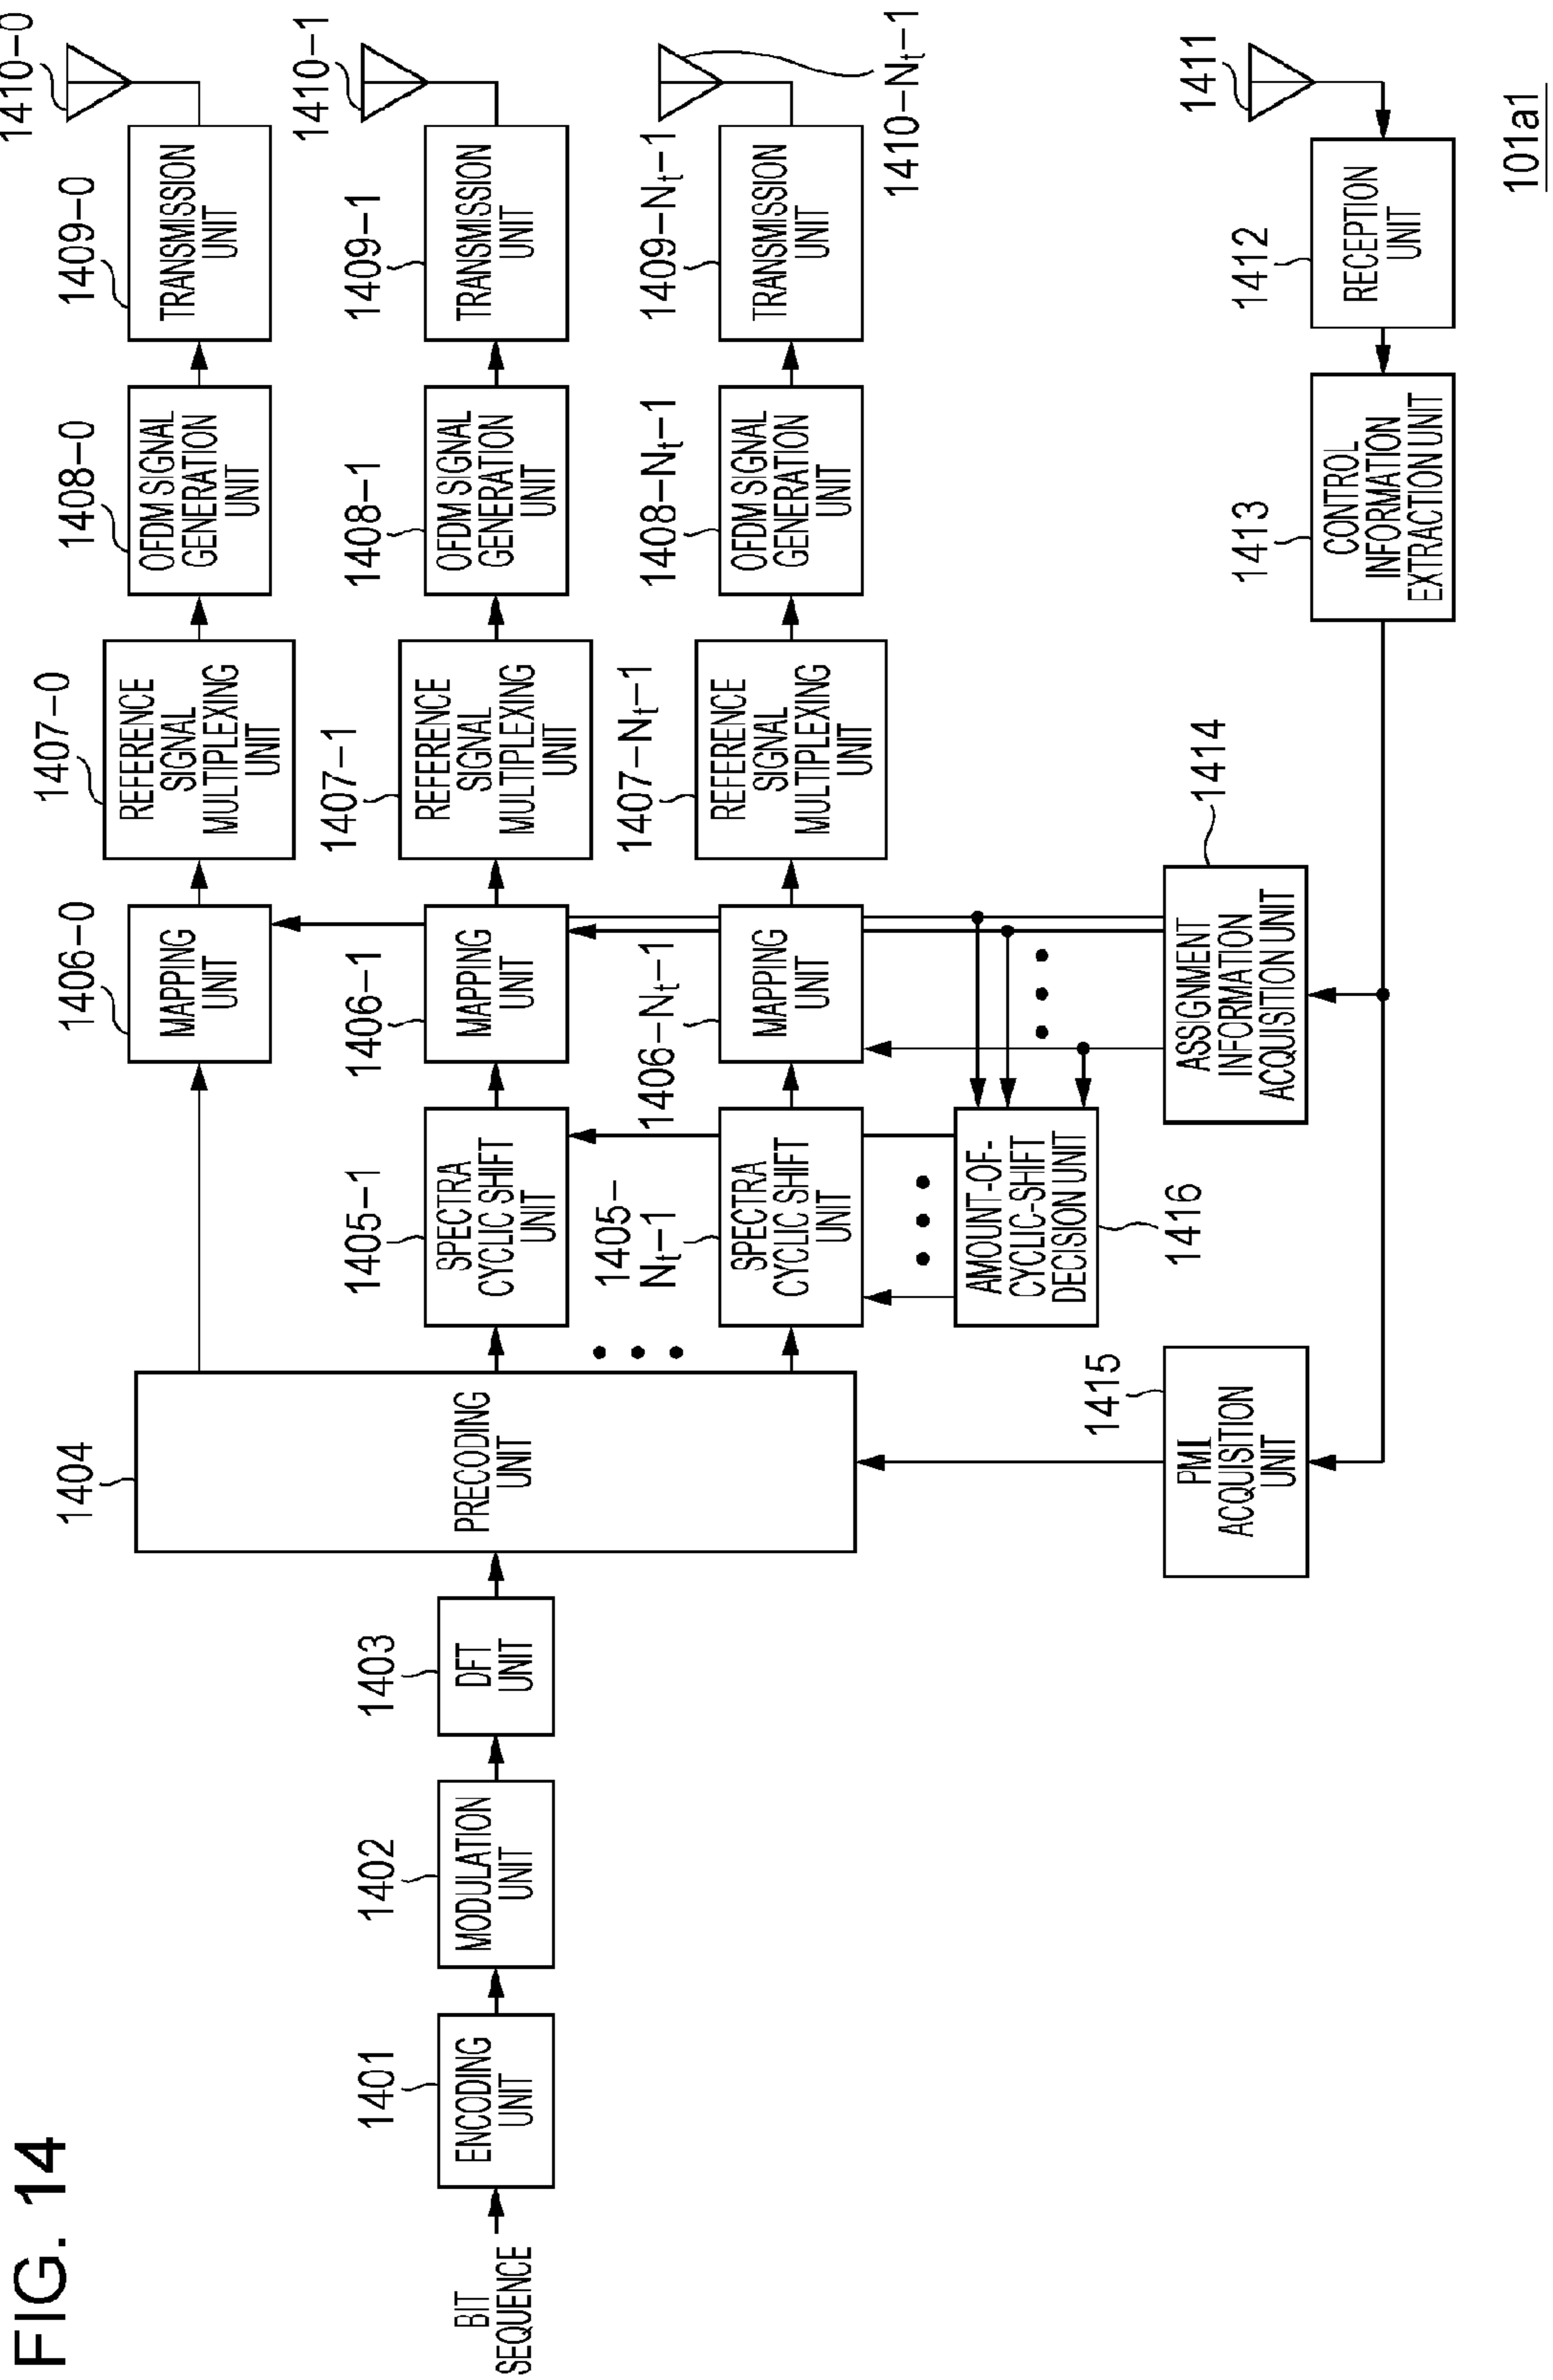 FIG. 14
BIT
SEQUENCE
1401
ENCODING
UNIT
1402
MODULATION
UNIT
1403
DFT
UNIT
1404
PRECODING
UNIT
1405-1
SPECTRA
CYCLIC SHIFT
UNIT
1405-
Nt-1
SPECTRA
CYCLIC SHIFT
UNIT
1406-0
MAPPING
UNIT
1406-1
MAPPING
UNIT
1406-Nt-1
MAPPING
UNIT
1407-0
REFERENCE
SIGNAL
MULTIPLEXING
UNIT
1407-1
REFERENCE
SIGNAL
MULTIPLEXING
UNIT
1407-Nt-1
REFERENCE
SIGNAL
MULTIPLEXING
UNIT
1408-0
OFDM SIGNAL
GENERATION
UNIT
1408-1
OFDM SIGNAL
GENERATION
UNIT
1408-Nt-1
OFDM SIGNAL
GENERATION
UNIT
1409-0
TRANSMISSION
UNIT
1409-1
TRANSMISSION
UNIT
1409-Nt-1
TRANSMISSION
UNIT
1410-0
1410-1
1410-Nt-1
1411
1412
RECEPTION
UNIT
1413
CONTROL
INFORMATION
EXTRACTION UNIT
1414
ASSIGNMENT
INFORMATION
ACQUISITION UNIT
1415
PMI
ACQUISITION
UNIT
AMOUNT-OF-
CYCLIC-SHIFT
DECISION UNIT
1416
101a1